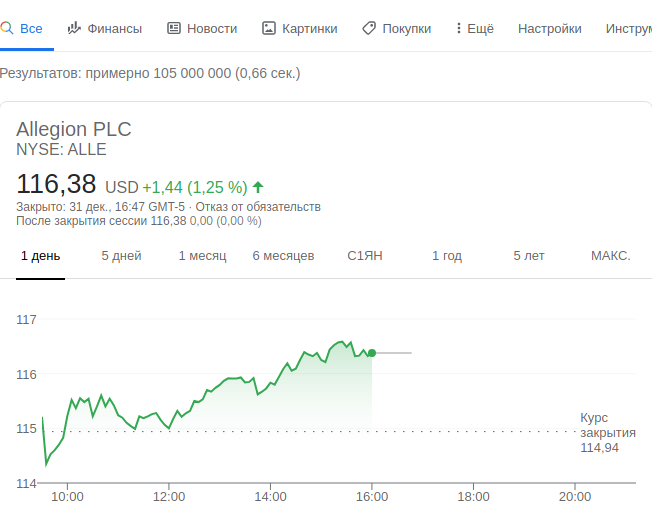 Все Финансы Новости Картинки Покупки Ещё Настройки Инструм
Результатов: примерно 105 000 000 (0,66 сек.)
Allegion PLC
NYSE: ALLE
116,38 USD +1,44 (1,25 %)
Закрыто: 31 дек., 16:47 GMT-5 · Отказ от обязательств
После закрытия сессии 116,38 0,00 (0,00 %)
1 день 5 дней 1 месяц 6 месяцев С1ЯН 1 год 5 лет МАКС.
117
116
115
114
Курс
закрытия
114,94
10:00 12:00 14:00 16:00 18:00 20:00